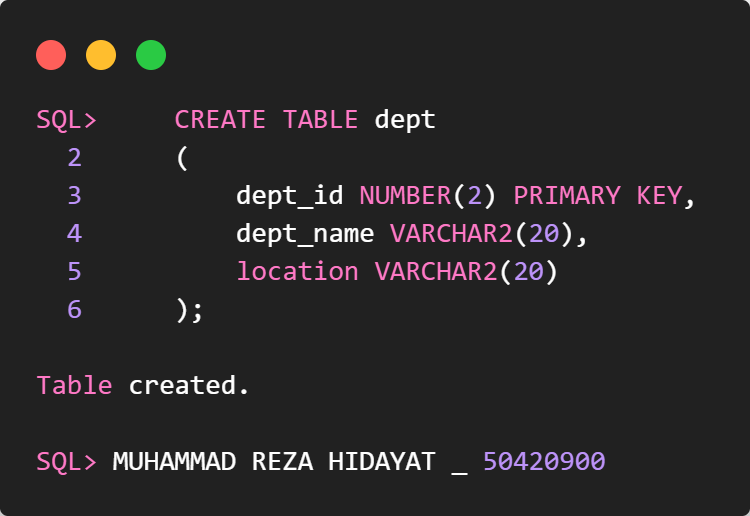 SQL>     CREATE TABLE dept
  2      (
  3          dept_id NUMBER(2) PRIMARY KEY,
  4          dept_name VARCHAR2(20),
  5          location VARCHAR2(20)
  6      );
Table created.
SQL> MUHAMMAD REZA HIDAYAT _ 50420900